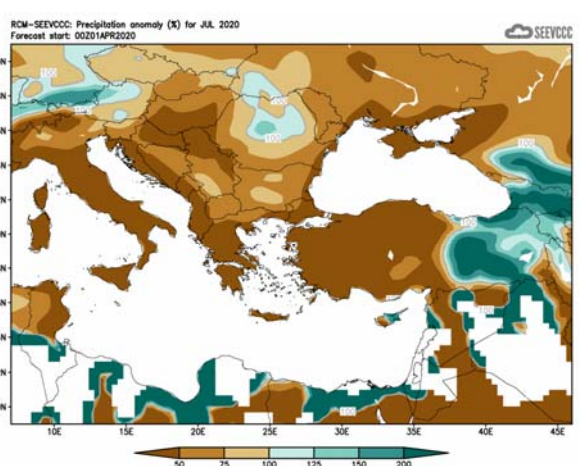 RCM-SEEVCCC: Precipitation anomaly (%) for JUL 2020
Forecast start: 00Z01APR2020
SEEVCCC
100
100
100
100
100
100
N
N
N
N
N
N
N
N
N
N
N
10E 15E 20E 25E 30E 35E 40E 45E
50 75 100 125 150 200